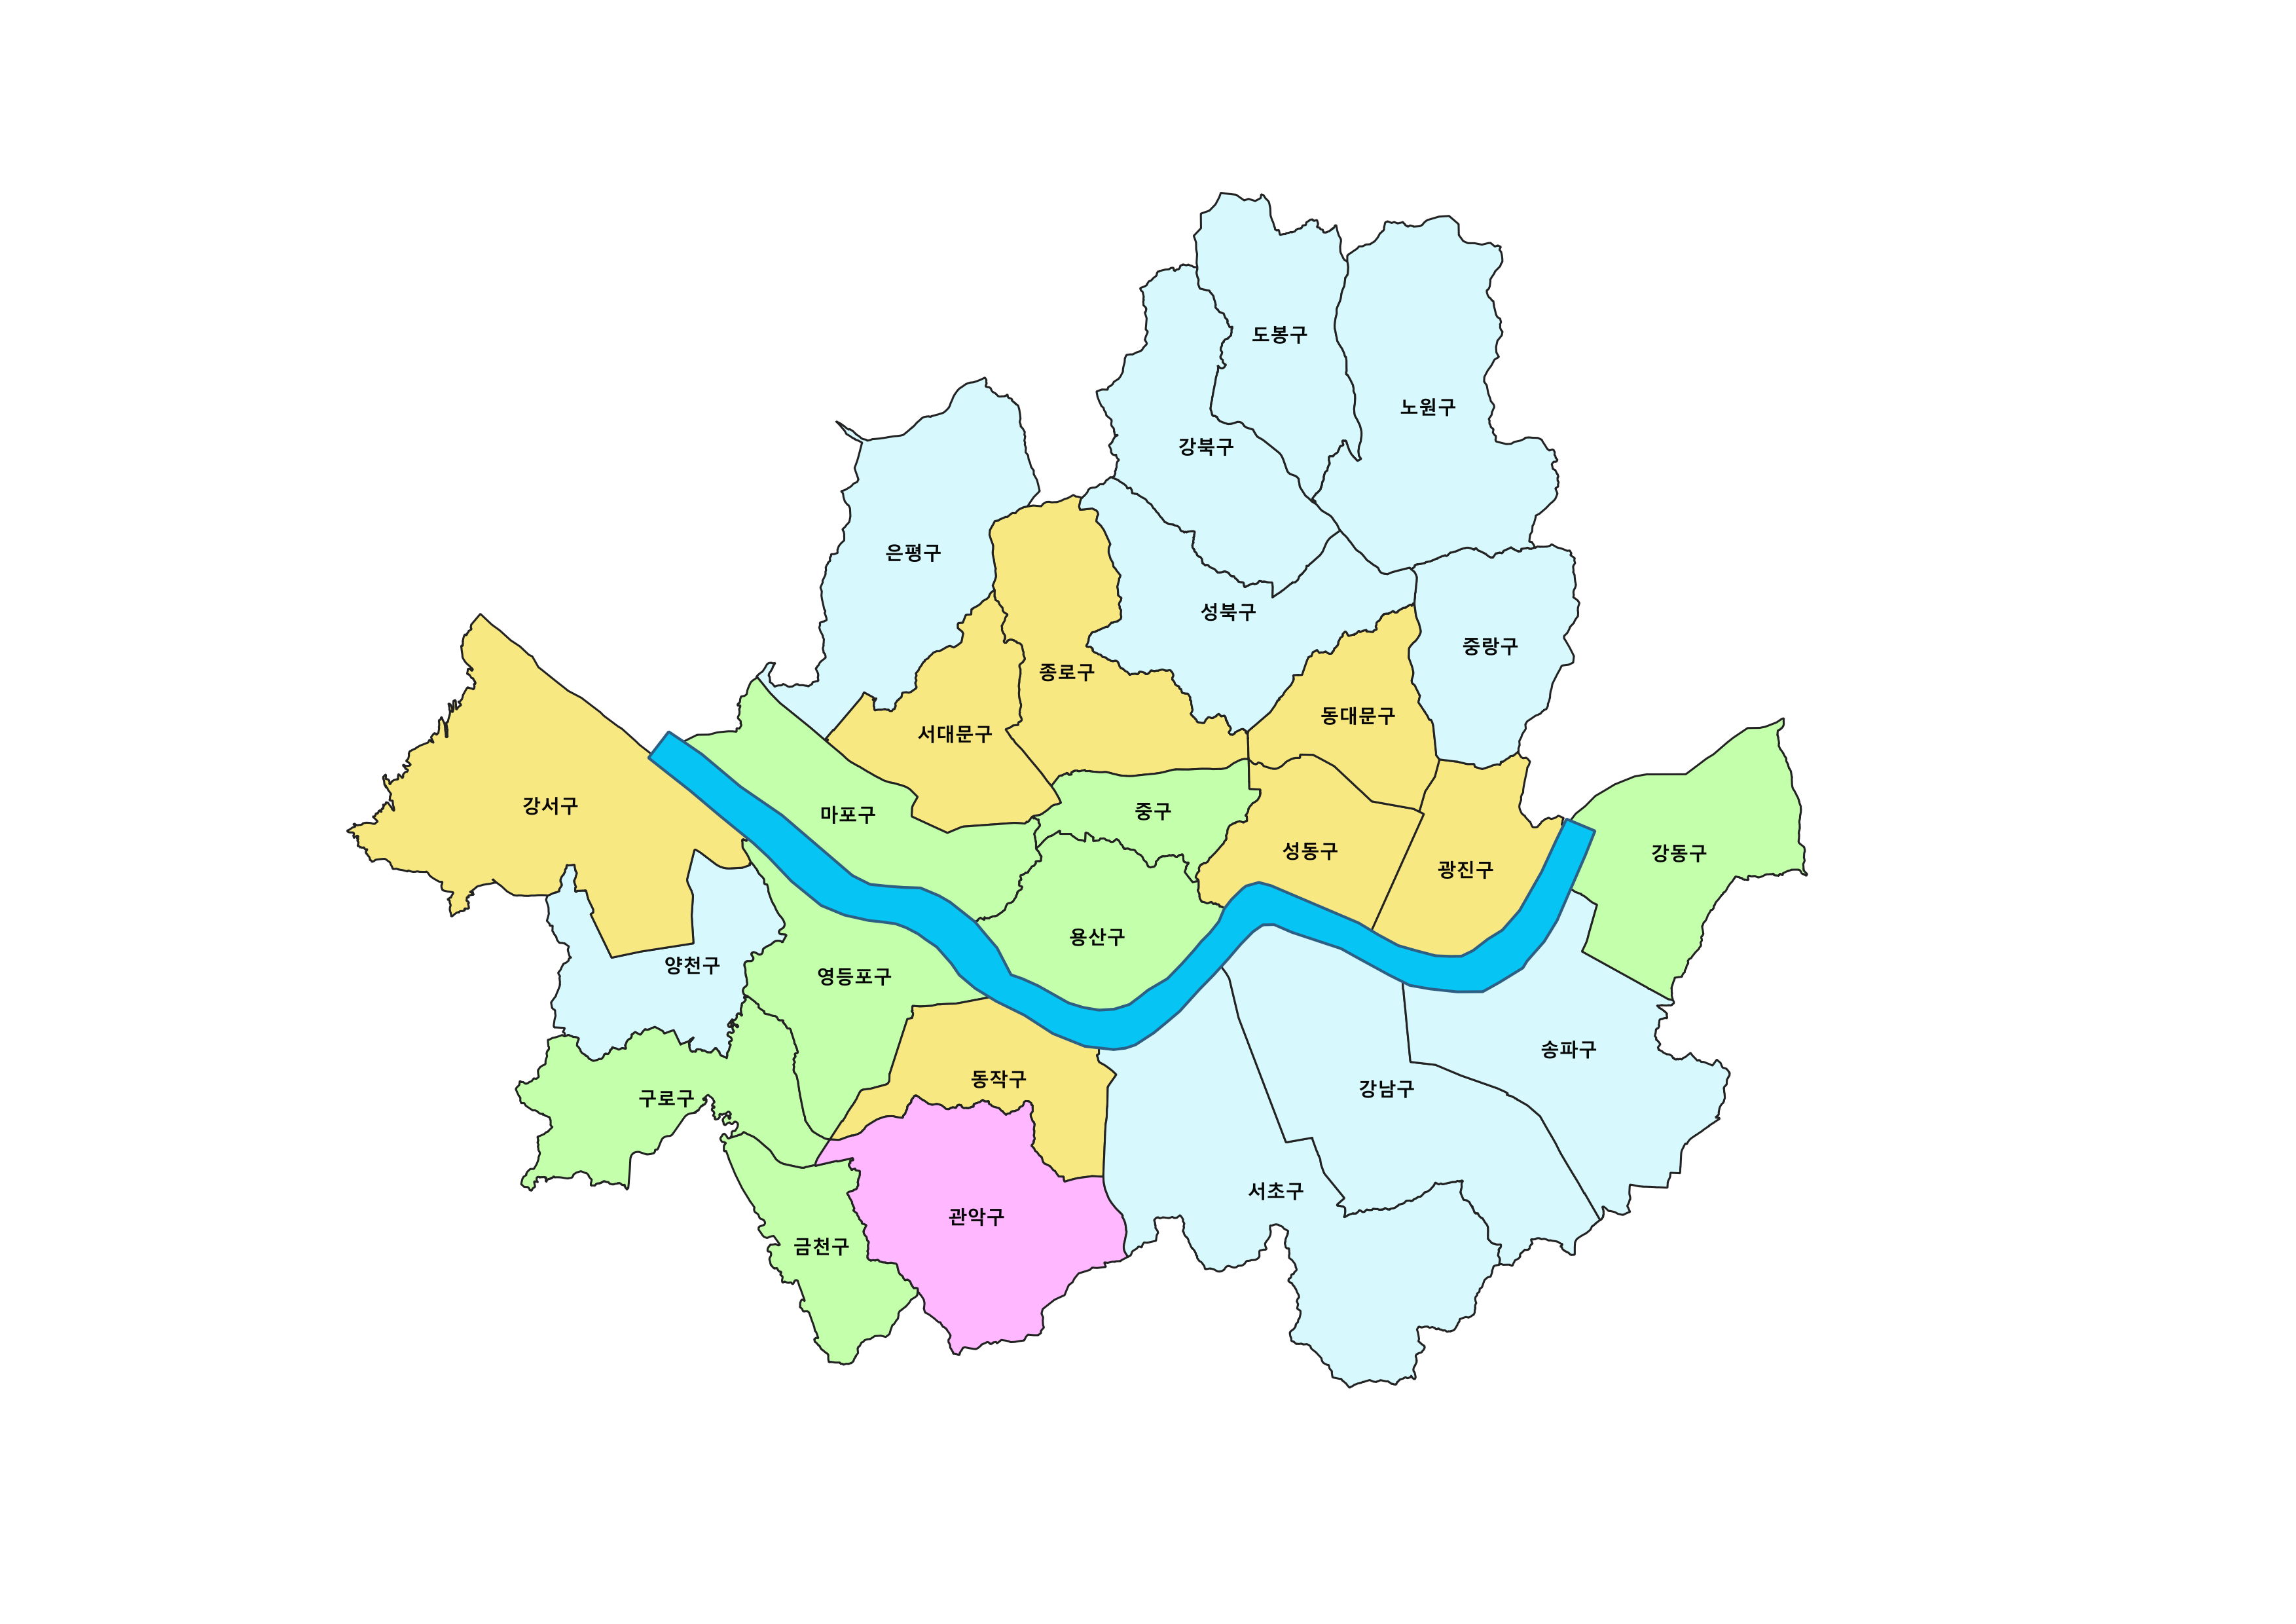 도봉구
노원구
강북구
은평구
성북구
중랑구
종로구
동대문구
서대문구
강서구
마포구
중구
성동구
강동구
광진구
용산구
양천구
영등포구
송파구
동작구
강남구
구로구
서초구
관악구
금천구